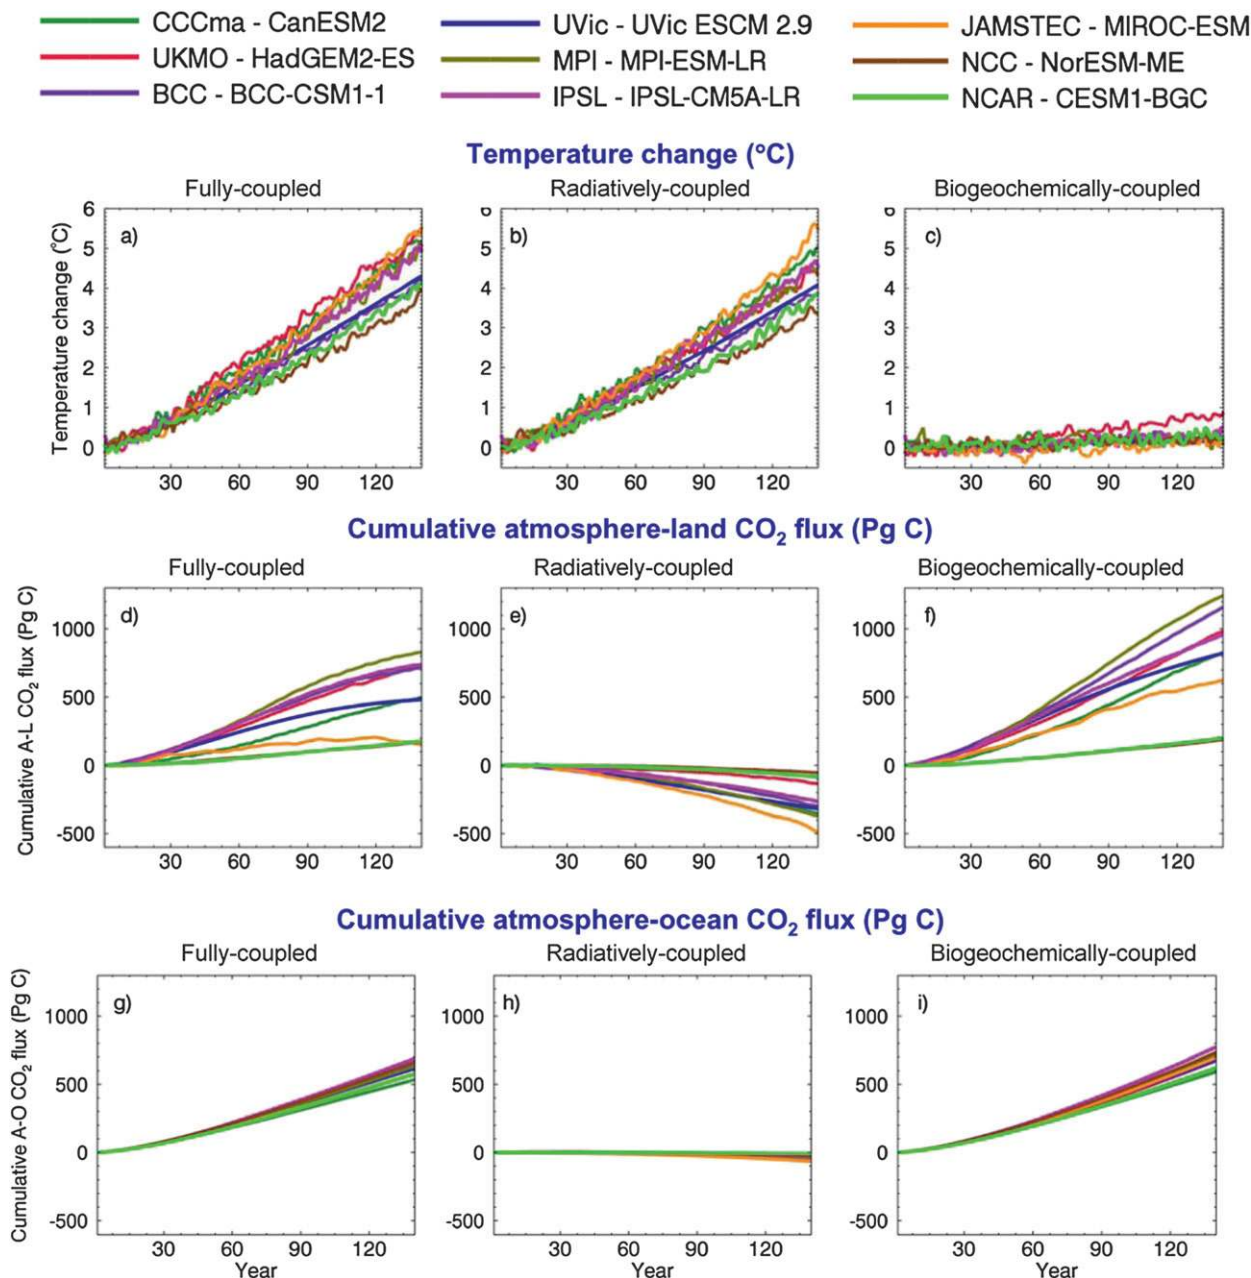 CCCma - CanESM2
UVic - UVic ESCM 2.9
JAMSTEC - MIROC-ESM
UKMO - HadGEM2-ES
MPI - MPI-ESM-LR
NCC - NorESM-ME
BCC - BCC-CSM1-1
IPSL - IPSL-CM5A-LR
NCAR - CESM1-BGC
Temperature change (°C)
Fully-coupled
Radiatively-coupled
Biogeochemically-coupled
Temperature change (°C)
a)
6
5
4
3
2
1
0
30 60 90 120
b)
6
5
4
3
2
1
0
30 60 90 120
c)
6
5
4
3
2
1
0
30 60 90 120
Cumulative atmosphere-land CO₂ flux (Pg C)
Fully-coupled
Radiatively-coupled
Biogeochemically-coupled
Cumulative A-L CO₂ flux (Pg C)
d)
1000
500
0
-500
30 60 90 120
e)
1000
500
0
-500
30 60 90 120
f)
1000
500
0
-500
30 60 90 120
Cumulative atmosphere-ocean CO₂ flux (Pg C)
Fully-coupled
Radiatively-coupled
Biogeochemically-coupled
Cumulative A-O CO₂ flux (Pg C)
g)
1000
500
0
-500
30 60 90 120
Year
h)
1000
500
0
-500
30 60 90 120
Year
i)
1000
500
0
-500
30 60 90 120
Year